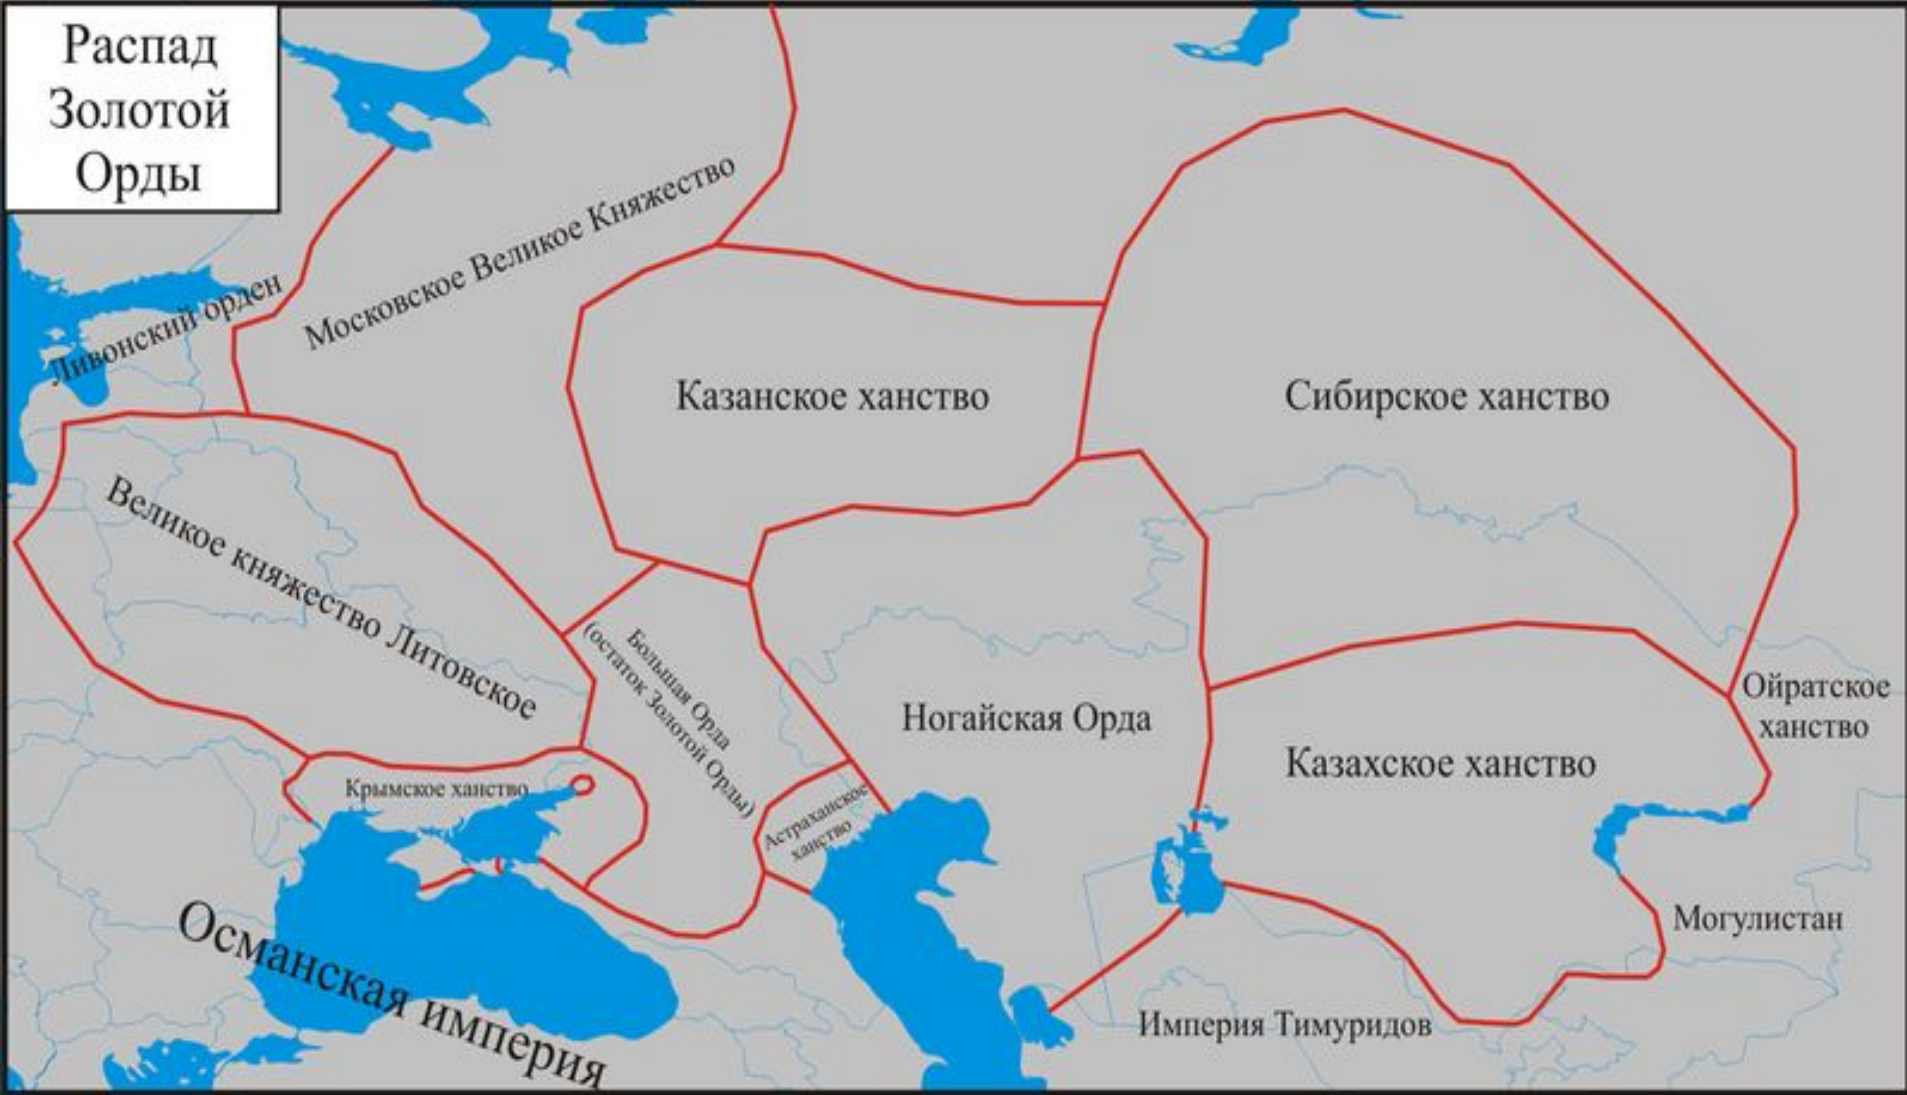 Распад
Золотой
Орды
Московское Великое Княжество
Ливонский орден
Казанское ханство
Сибирское ханство
Великое княжество Литовское
Большая Орда
(остаток Золотой Орды)
Ногайская Орда
Ойратское
ханство
Казахское ханство
Крымское ханство
Астраханское
ханство
Могулистан
Османская империя
Империя Тимуридов